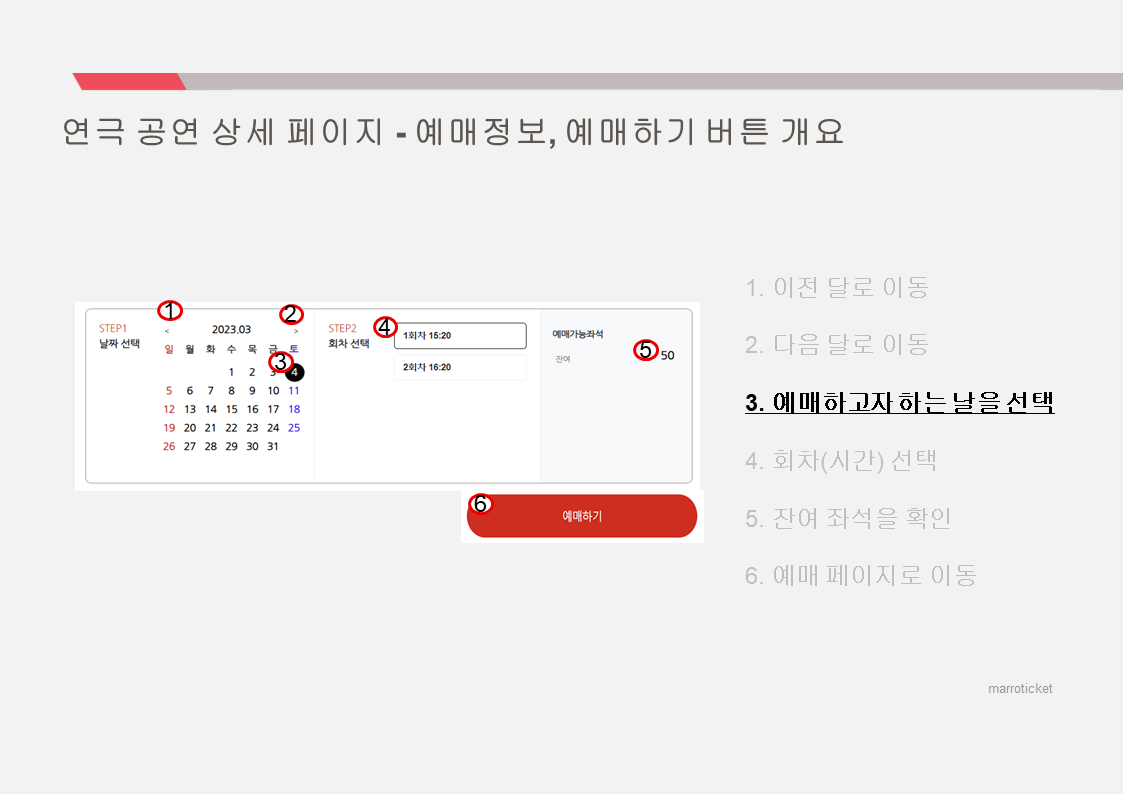 연극 공연 상세 페이지 - 예매정보, 예매하기 버튼 개요
1
2
STEP1
날짜 선택
<
2023.03
>
일 월 화 수 목 금 토
3
1 2 3 4
5 6 7 8 9 10 11
12 13 14 15 16 17 18
19 20 21 22 23 24 25
26 27 28 29 30 31
STEP2
회차 선택
4
1회차 15:20
2회차 16:20
예매가능좌석
잔여
5
50
6
예매하기
1. 이전 달로 이동
2. 다음 달로 이동
3. 예매하고자 하는 날을 선택
4. 회차(시간) 선택
5. 잔여 좌석을 확인
6. 예매 페이지로 이동
marroticket